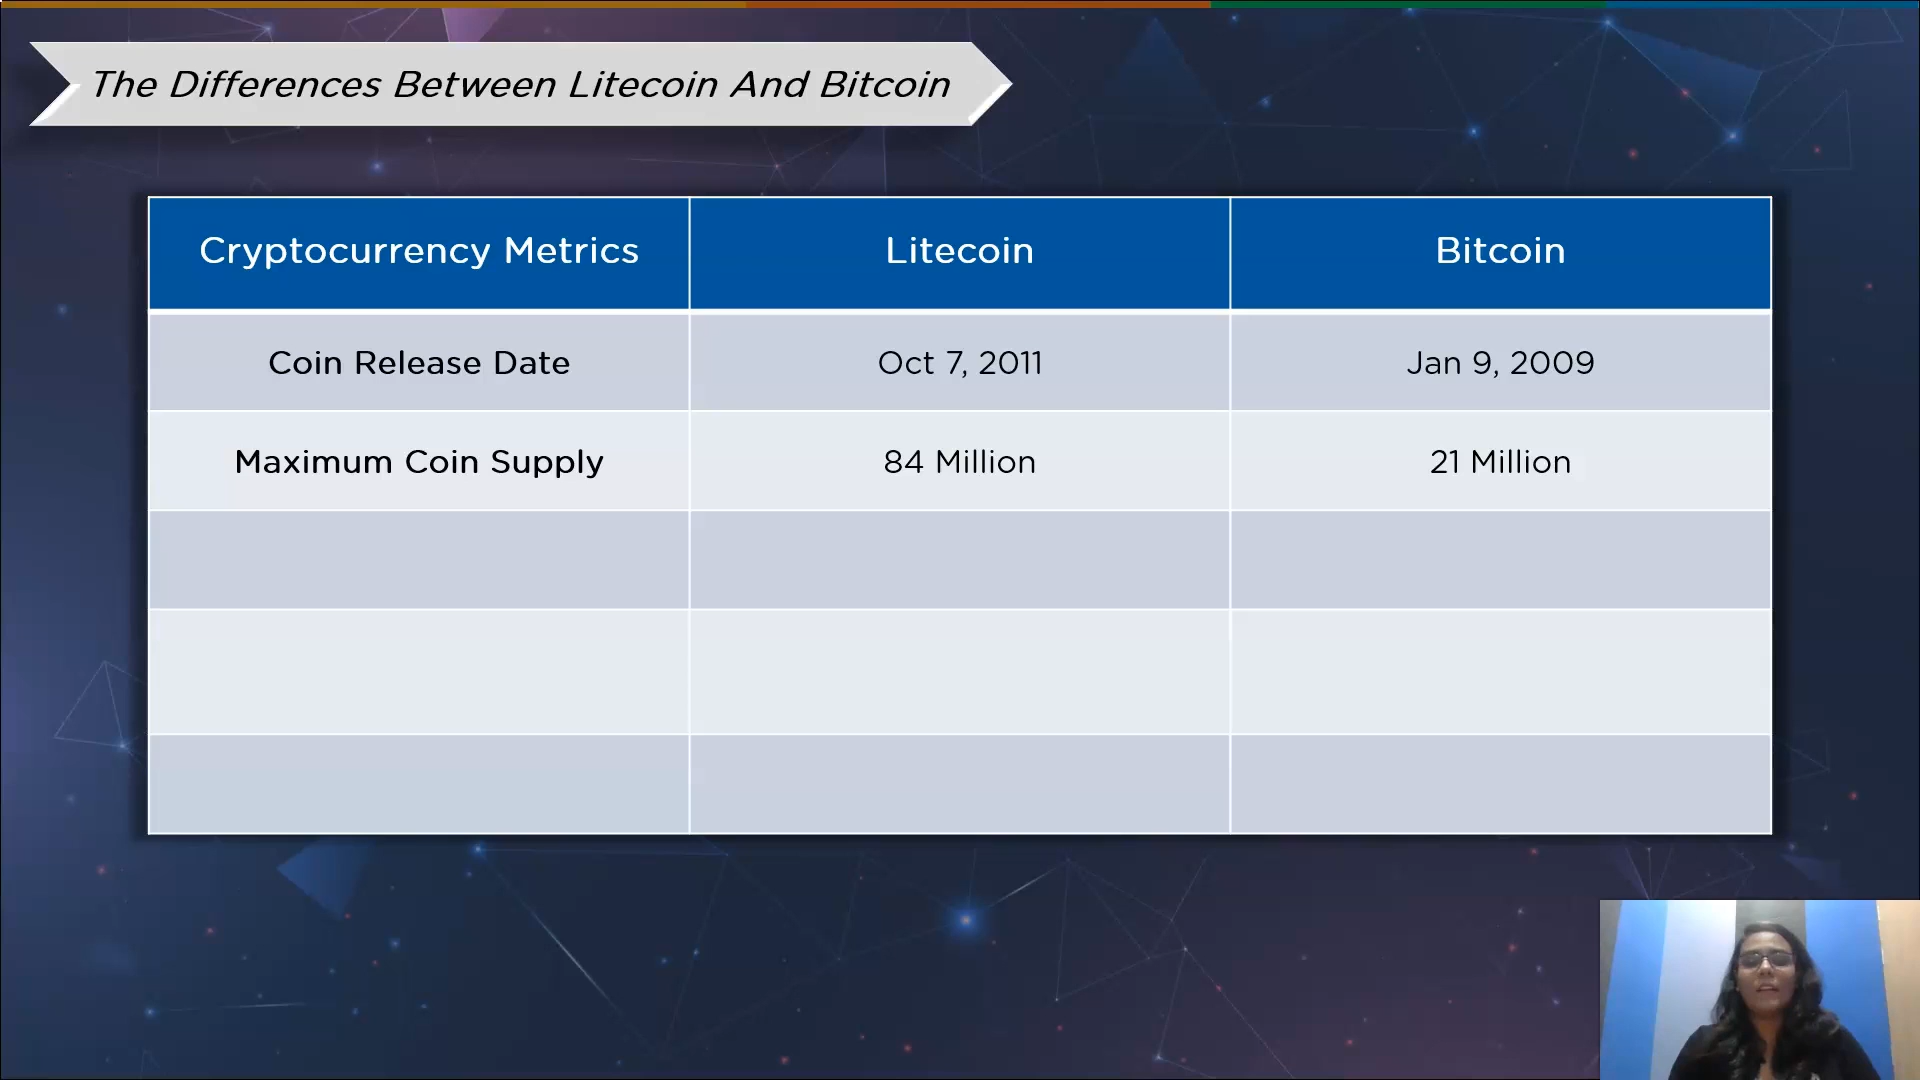 The Differences Between Litecoin And Bitcoin
Cryptocurrency Metrics Litecoin Bitcoin
Coin Release Date Oct 7, 2011 Jan 9, 2009
Maximum Coin Supply 84 Million 21 Million